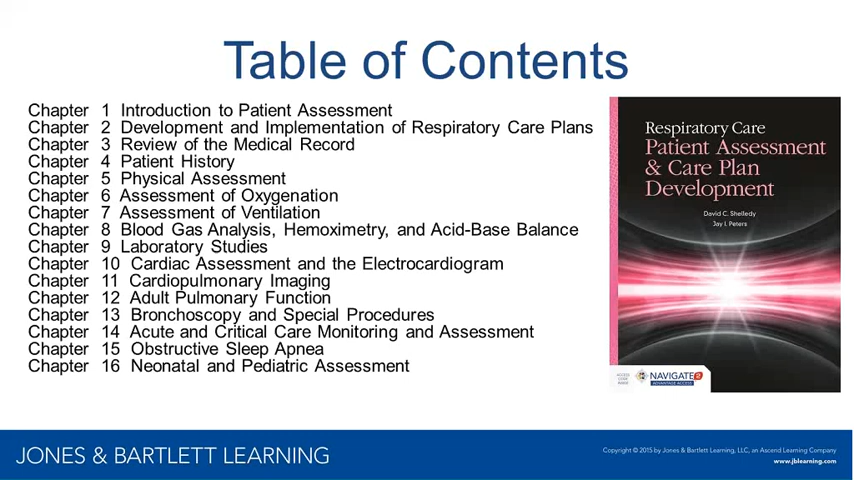 Table of Contents
Chapter 1 Introduction to Patient Assessment
Chapter 2 Development and Implementation of Respiratory Care Plans
Chapter 3 Review of the Medical Record
Chapter 4 Patient History
Chapter 5 Physical Assessment
Chapter 6 Assessment of Oxygenation
Chapter 7 Assessment of Ventilation
Chapter 8 Blood Gas Analysis, Hemoximetry, and Acid-Base Balance
Chapter 9 Laboratory Studies
Chapter 10 Cardiac Assessment and the Electrocardiogram
Chapter 11 Cardiopulmonary Imaging
Chapter 12 Adult Pulmonary Function
Chapter 13 Bronchoscopy and Special Procedures
Chapter 14 Acute and Critical Care Monitoring and Assessment
Chapter 15 Obstructive Sleep Apnea
Chapter 16 Neonatal and Pediatric Assessment
Respiratory Care
Patient Assessment
& Care Plan
Development
David C. Shelledy
Jay I. Peters
ACCESS
CODE
INSIDE
NAVIGATE 2
ADVANTAGE ACCESS
JONES & BARTLETT LEARNING
Copyright © 2015 by Jones & Bartlett Learning, LLC, an Ascend Learning Company
www.jblearning.com